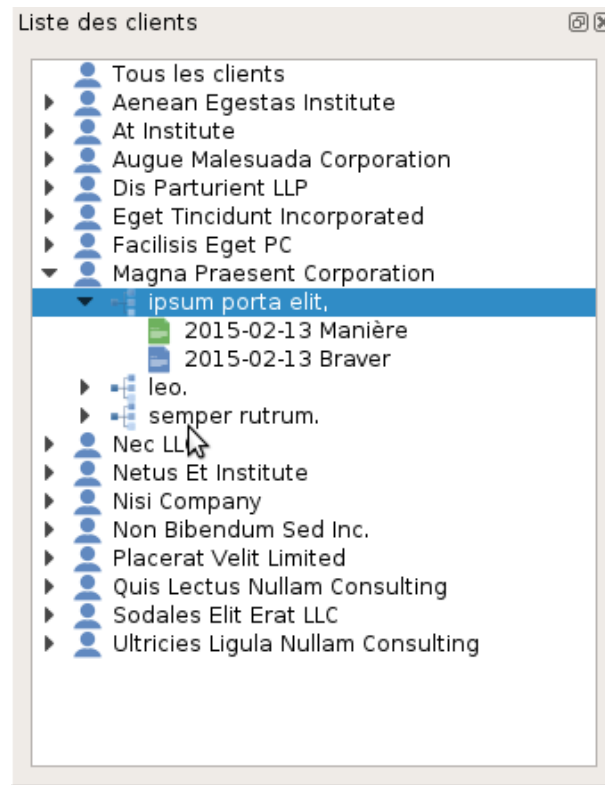 Liste des clients
Tous les clients
Aenean Egestas Institute
At Institute
Augue Malesuada Corporation
Dis Parturient LLP
Eget Tincidunt Incorporated
Facilisis Eget PC
Magna Praesent Corporation
ipsum porta elit,
2015-02-13 Manière
2015-02-13 Braver
leo.
semper rutrum.
Nec LLC
Netus Et Institute
Nisi Company
Non Bibendum Sed Inc.
Placerat Velit Limited
Quis Lectus Nullam Consulting
Sodales Elit Erat LLC
Ultricies Ligula Nullam Consulting